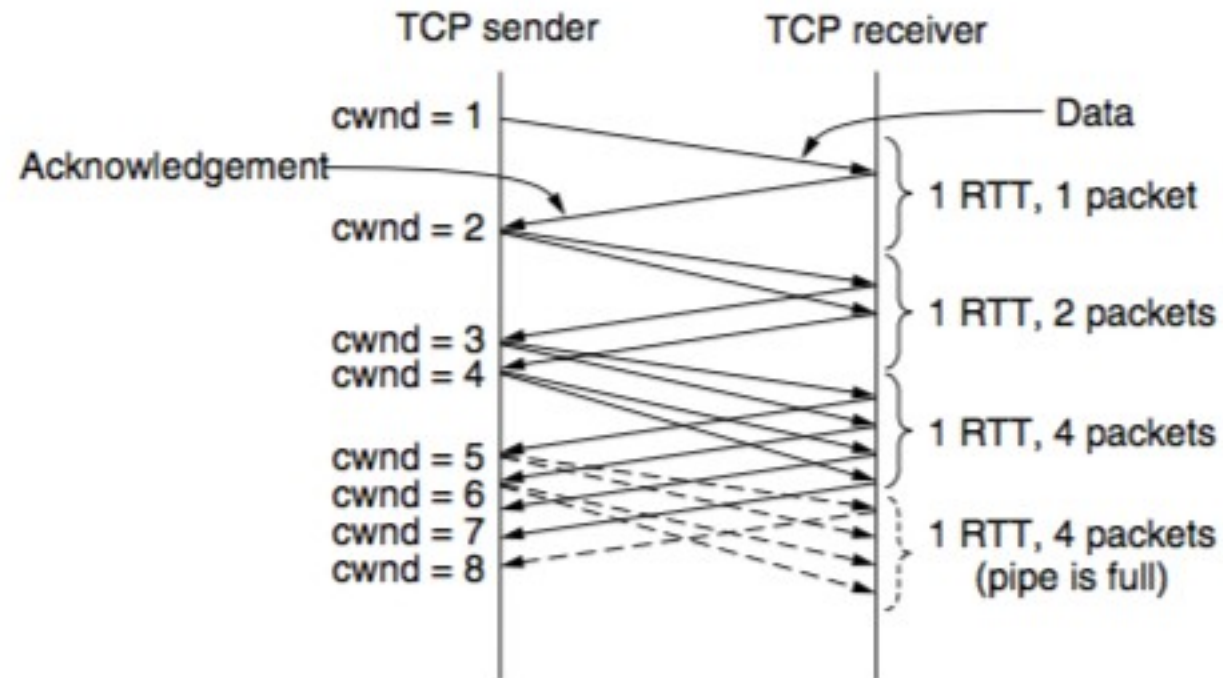 TCP sender
TCP receiver
cwnd = 1
Data
Acknowledgement
1 RTT, 1 packet
cwnd = 2
1 RTT, 2 packets
cwnd = 3
cwnd = 4
1 RTT, 4 packets
cwnd = 5
cwnd = 6
cwnd = 7
1 RTT, 4 packets
(pipe is full)
cwnd = 8